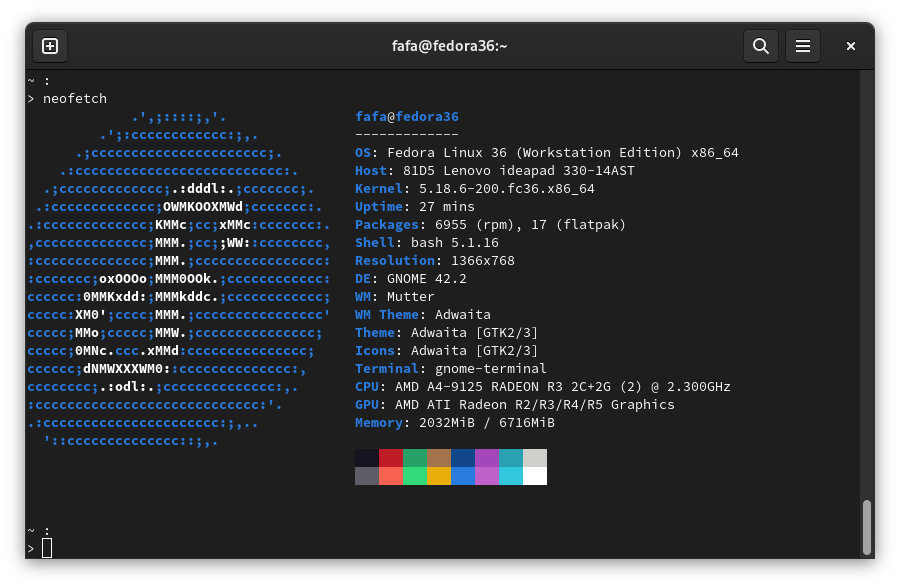 fafa@fedora36:~
~ :
> neofetch
.',;::::;,'.
.';:cccccccccccc:;,.
.;cccccccccccccccccccccc;.
.:cccccccccccccccccccccccccc:.
.;ccccccccccccc;.:dddl:.;ccccccc;.
.:ccccccccccccc;OWMKOOXMWd;ccccccc:.
.:ccccccccccccc;KMMc;cc;xMMc:ccccccc:.
,cccccccccccccc;MMM.;cc;;WW::cccccccc,
:cccccccccccccc;MMM.;cccccccccccccccc:
:ccccccc;oxOOOo;MMM0OOk.;cccccccccccc:
cccccc:0MMKxdd:;MMMkddc.;cccccccccccc;
ccccc:XM0';cccc;MMM.;cccccccccccccccc'
ccccc;MMo;ccccc;MMW.;ccccccccccccccc;
ccccc;0MNc.ccc.xMMd:ccccccccccccccc;
cccccc;dNMWXXXWM0::cccccccccccccc:,
cccccccc;.:odl:.;cccccccccccccc:,.
:cccccccccccccccccccccccccccc:'.
.:cccccccccccccccccccccc:;,..
'::cccccccccccccc::;,.
fafa@fedora36
-------------
OS: Fedora Linux 36 (Workstation Edition) x86_64
Host: 81D5 Lenovo ideapad 330-14AST
Kernel: 5.18.6-200.fc36.x86_64
Uptime: 27 mins
Packages: 6955 (rpm), 17 (flatpak)
Shell: bash 5.1.16
Resolution: 1366x768
DE: GNOME 42.2
WM: Mutter
WM Theme: Adwaita
Theme: Adwaita [GTK2/3]
Icons: Adwaita [GTK2/3]
Terminal: gnome-terminal
CPU: AMD A4-9125 RADEON R3 2C+2G (2) @ 2.300GHz
GPU: AMD ATI Radeon R2/R3/R4/R5 Graphics
Memory: 2032MiB / 6716MiB
~ :
>